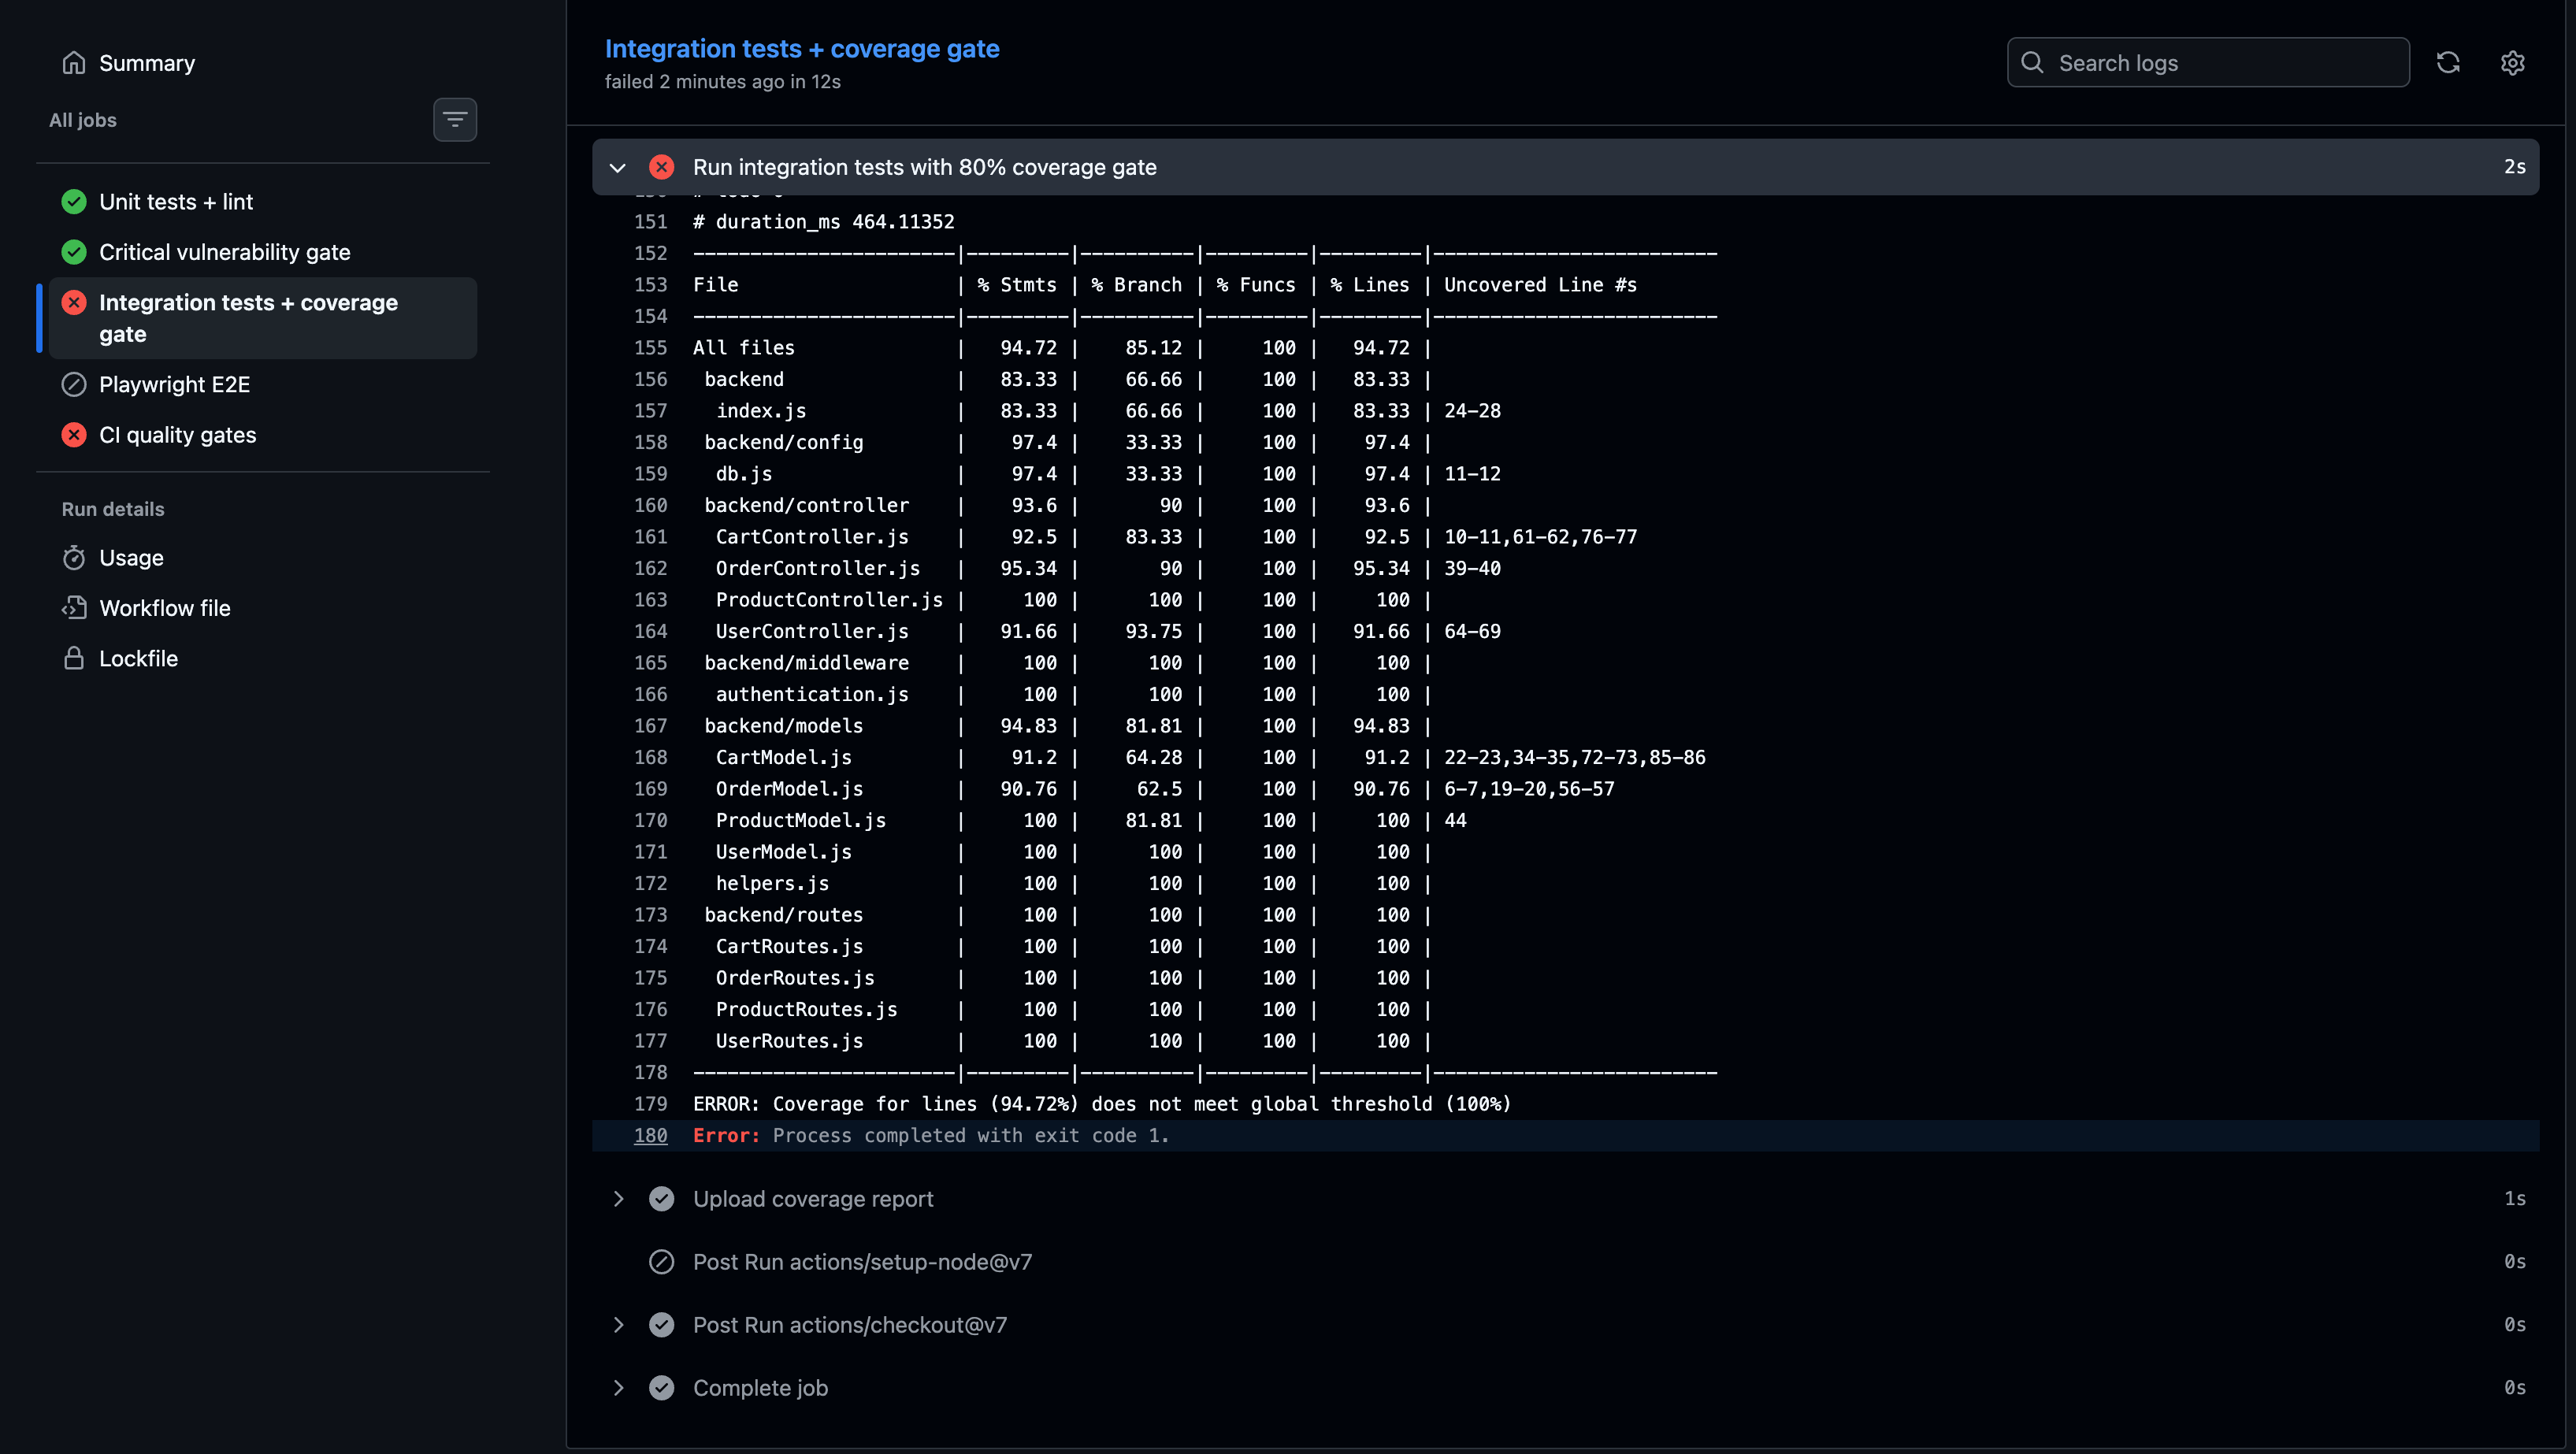 Summary
All jobs
Unit tests + lint
Critical vulnerability gate
Integration tests + coverage
gate
Playwright E2E
CI quality gates
Run details
Usage
Workflow file
Lockfile
Integration tests + coverage gate
failed 2 minutes ago in 12s
Search logs
Run integration tests with 80% coverage gate 2s
151 # duration_ms 464.11352
152 -----------------------|---------|----------|---------|---------|-------------------------
153 File                   | % Stmts | % Branch | % Funcs | % Lines | Uncovered Line #s
154 -----------------------|---------|----------|---------|---------|-------------------------
155 All files              |   94.72 |    85.12 |     100 |   94.72 |
156  backend               |   83.33 |    66.66 |     100 |   83.33 |
157   index.js             |   83.33 |    66.66 |     100 |   83.33 | 24-28
158  backend/config        |    97.4 |    33.33 |     100 |    97.4 |
159   db.js                |    97.4 |    33.33 |     100 |    97.4 | 11-12
160  backend/controller    |    93.6 |       90 |     100 |    93.6 |
161   CartController.js    |    92.5 |    83.33 |     100 |    92.5 | 10-11,61-62,76-77
162   OrderController.js   |   95.34 |       90 |     100 |   95.34 | 39-40
163   ProductController.js |     100 |      100 |     100 |     100 |
164   UserController.js    |   91.66 |    93.75 |     100 |   91.66 | 64-69
165  backend/middleware    |     100 |      100 |     100 |     100 |
166   authentication.js    |     100 |      100 |     100 |     100 |
167  backend/models        |   94.83 |    81.81 |     100 |   94.83 |
168   CartModel.js         |    91.2 |    64.28 |     100 |    91.2 | 22-23,34-35,72-73,85-86
169   OrderModel.js        |   90.76 |     62.5 |     100 |   90.76 | 6-7,19-20,56-57
170   ProductModel.js      |     100 |    81.81 |     100 |     100 | 44
171   UserModel.js         |     100 |      100 |     100 |     100 |
172   helpers.js           |     100 |      100 |     100 |     100 |
173  backend/routes        |     100 |      100 |     100 |     100 |
174   CartRoutes.js        |     100 |      100 |     100 |     100 |
175   OrderRoutes.js       |     100 |      100 |     100 |     100 |
176   ProductRoutes.js     |     100 |      100 |     100 |     100 |
177   UserRoutes.js        |     100 |      100 |     100 |     100 |
178 -----------------------|---------|----------|---------|---------|-------------------------
179 ERROR: Coverage for lines (94.72%) does not meet global threshold (100%)
180 Error: Process completed with exit code 1.
Upload coverage report 1s
Post Run actions/setup-node@v7 0s
Post Run actions/checkout@v7 0s
Complete job 0s